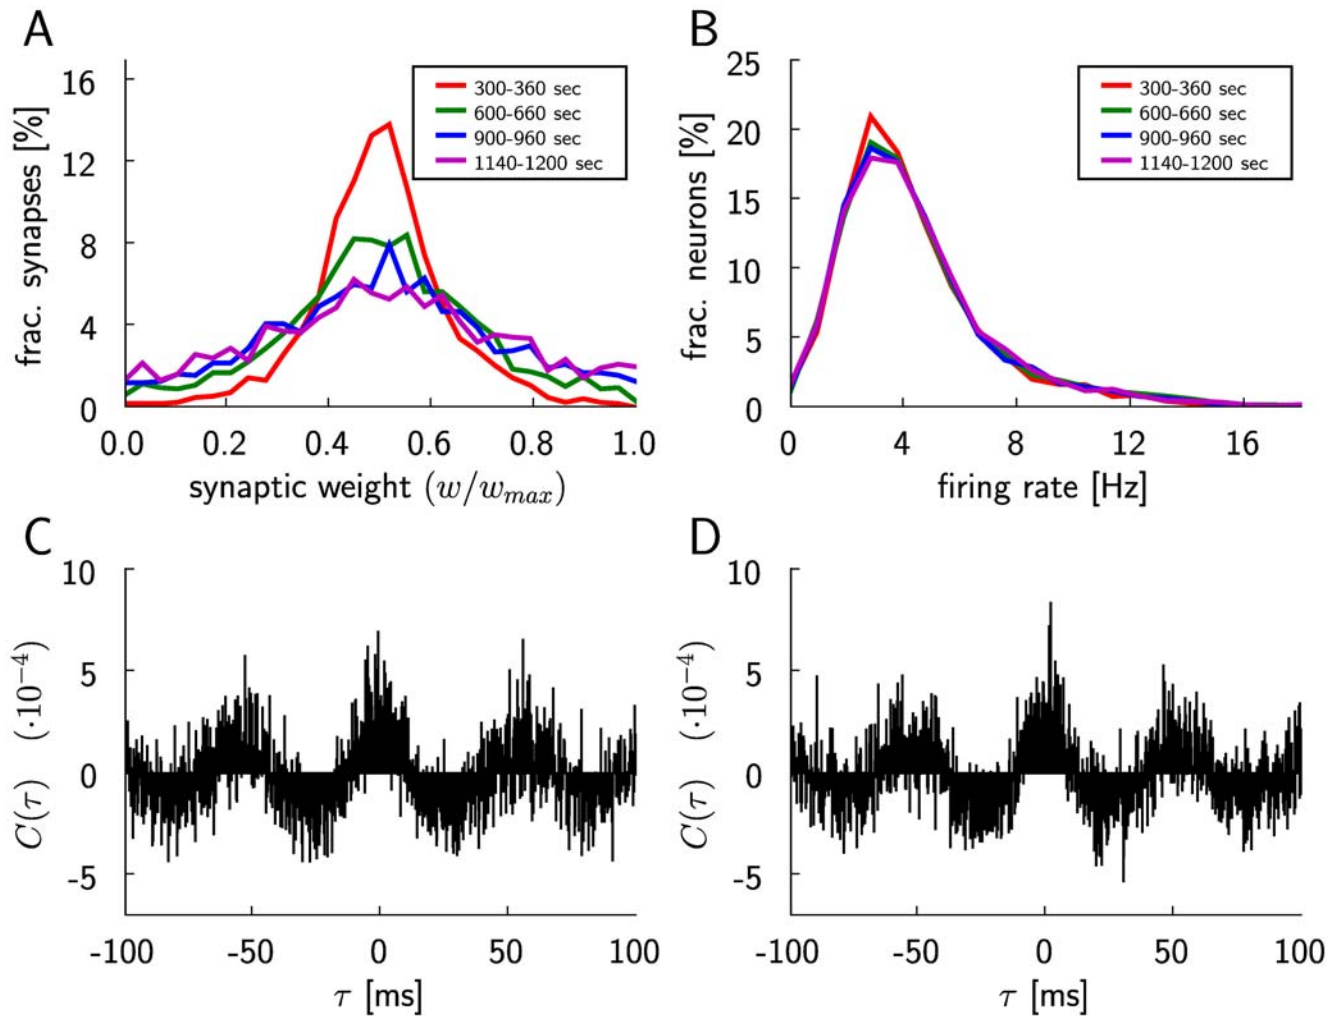 A
16
12
8
4
0
frac. synapses [%]
300-360 sec
600-660 sec
900-960 sec
1140-1200 sec
0.0 0.2 0.4 0.6 0.8 1.0
synaptic weight (w/w_max)
B
25
20
15
10
5
0
frac. neurons [%]
300-360 sec
600-660 sec
900-960 sec
1140-1200 sec
0 4 8 12 16
firing rate [Hz]
C
10
5
0
-5
C(τ) (·10⁻⁴)
-100 -50 0 50 100
τ [ms]
D
10
5
0
-5
C(τ) (·10⁻⁴)
-100 -50 0 50 100
τ [ms]